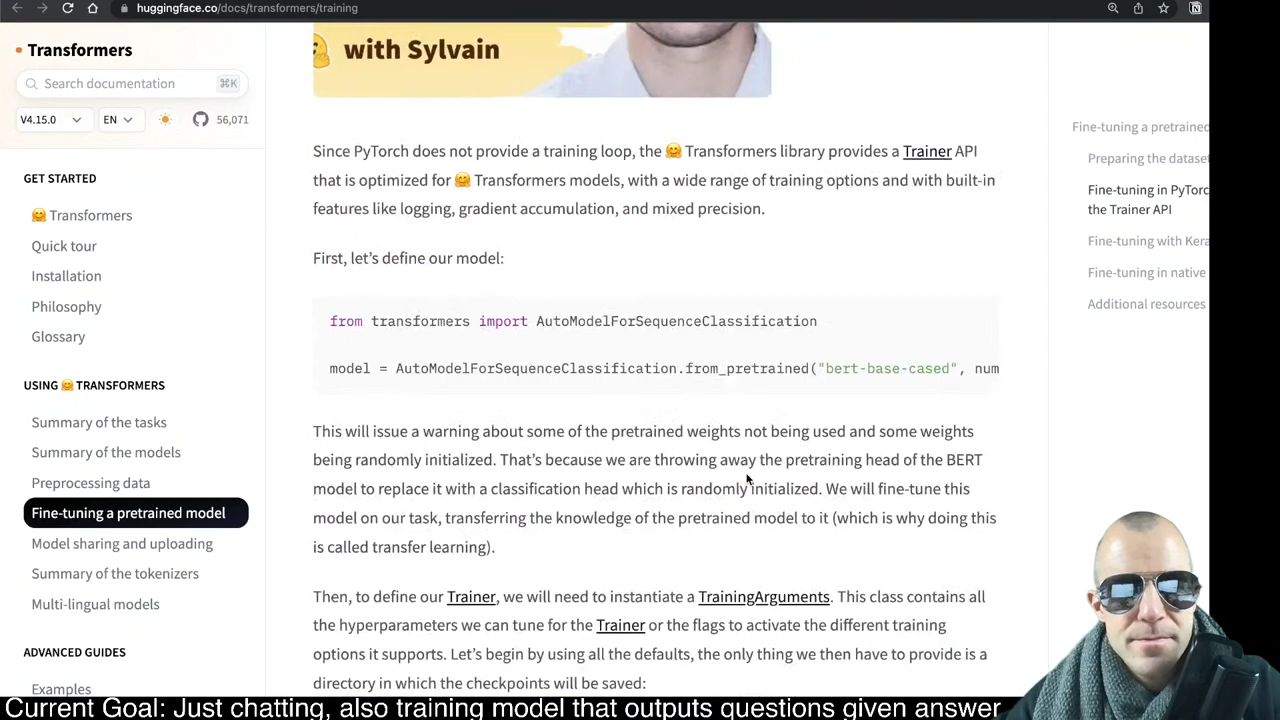 huggingface.co/docs/transformers/training
Transformers
Search documentation
⌘K
V4.15.0
EN
56,071
GET STARTED
🤗 Transformers
Quick tour
Installation
Philosophy
Glossary
USING 🤗 TRANSFORMERS
Summary of the tasks
Summary of the models
Preprocessing data
Fine-tuning a pretrained model
Model sharing and uploading
Summary of the tokenizers
Multi-lingual models
ADVANCED GUIDES
Examples
with Sylvain
Since PyTorch does not provide a training loop, the 🤗 Transformers library provides a Trainer API
that is optimized for 🤗 Transformers models, with a wide range of training options and with built-in
features like logging, gradient accumulation, and mixed precision.
First, let's define our model:
from transformers import AutoModelForSequenceClassification
model = AutoModelForSequenceClassification.from_pretrained("bert-base-cased", num
This will issue a warning about some of the pretrained weights not being used and some weights
being randomly initialized. That's because we are throwing away the pretraining head of the BERT
model to replace it with a classification head which is randomly initialized. We will fine-tune this
model on our task, transferring the knowledge of the pretrained model to it (which is why doing this
is called transfer learning).
Then, to define our Trainer, we will need to instantiate a TrainingArguments. This class contains all
the hyperparameters we can tune for the Trainer or the flags to activate the different training
options it supports. Let's begin by using all the defaults, the only thing we then have to provide is a
directory in which the checkpoints will be saved:
Fine-tuning a pretrained
Preparing the dataset
Fine-tuning in PyTorc
the Trainer API
Fine-tuning with Kera
Fine-tuning in native
Additional resources
Current Goal: Just chatting, also training model that outputs questions given answer